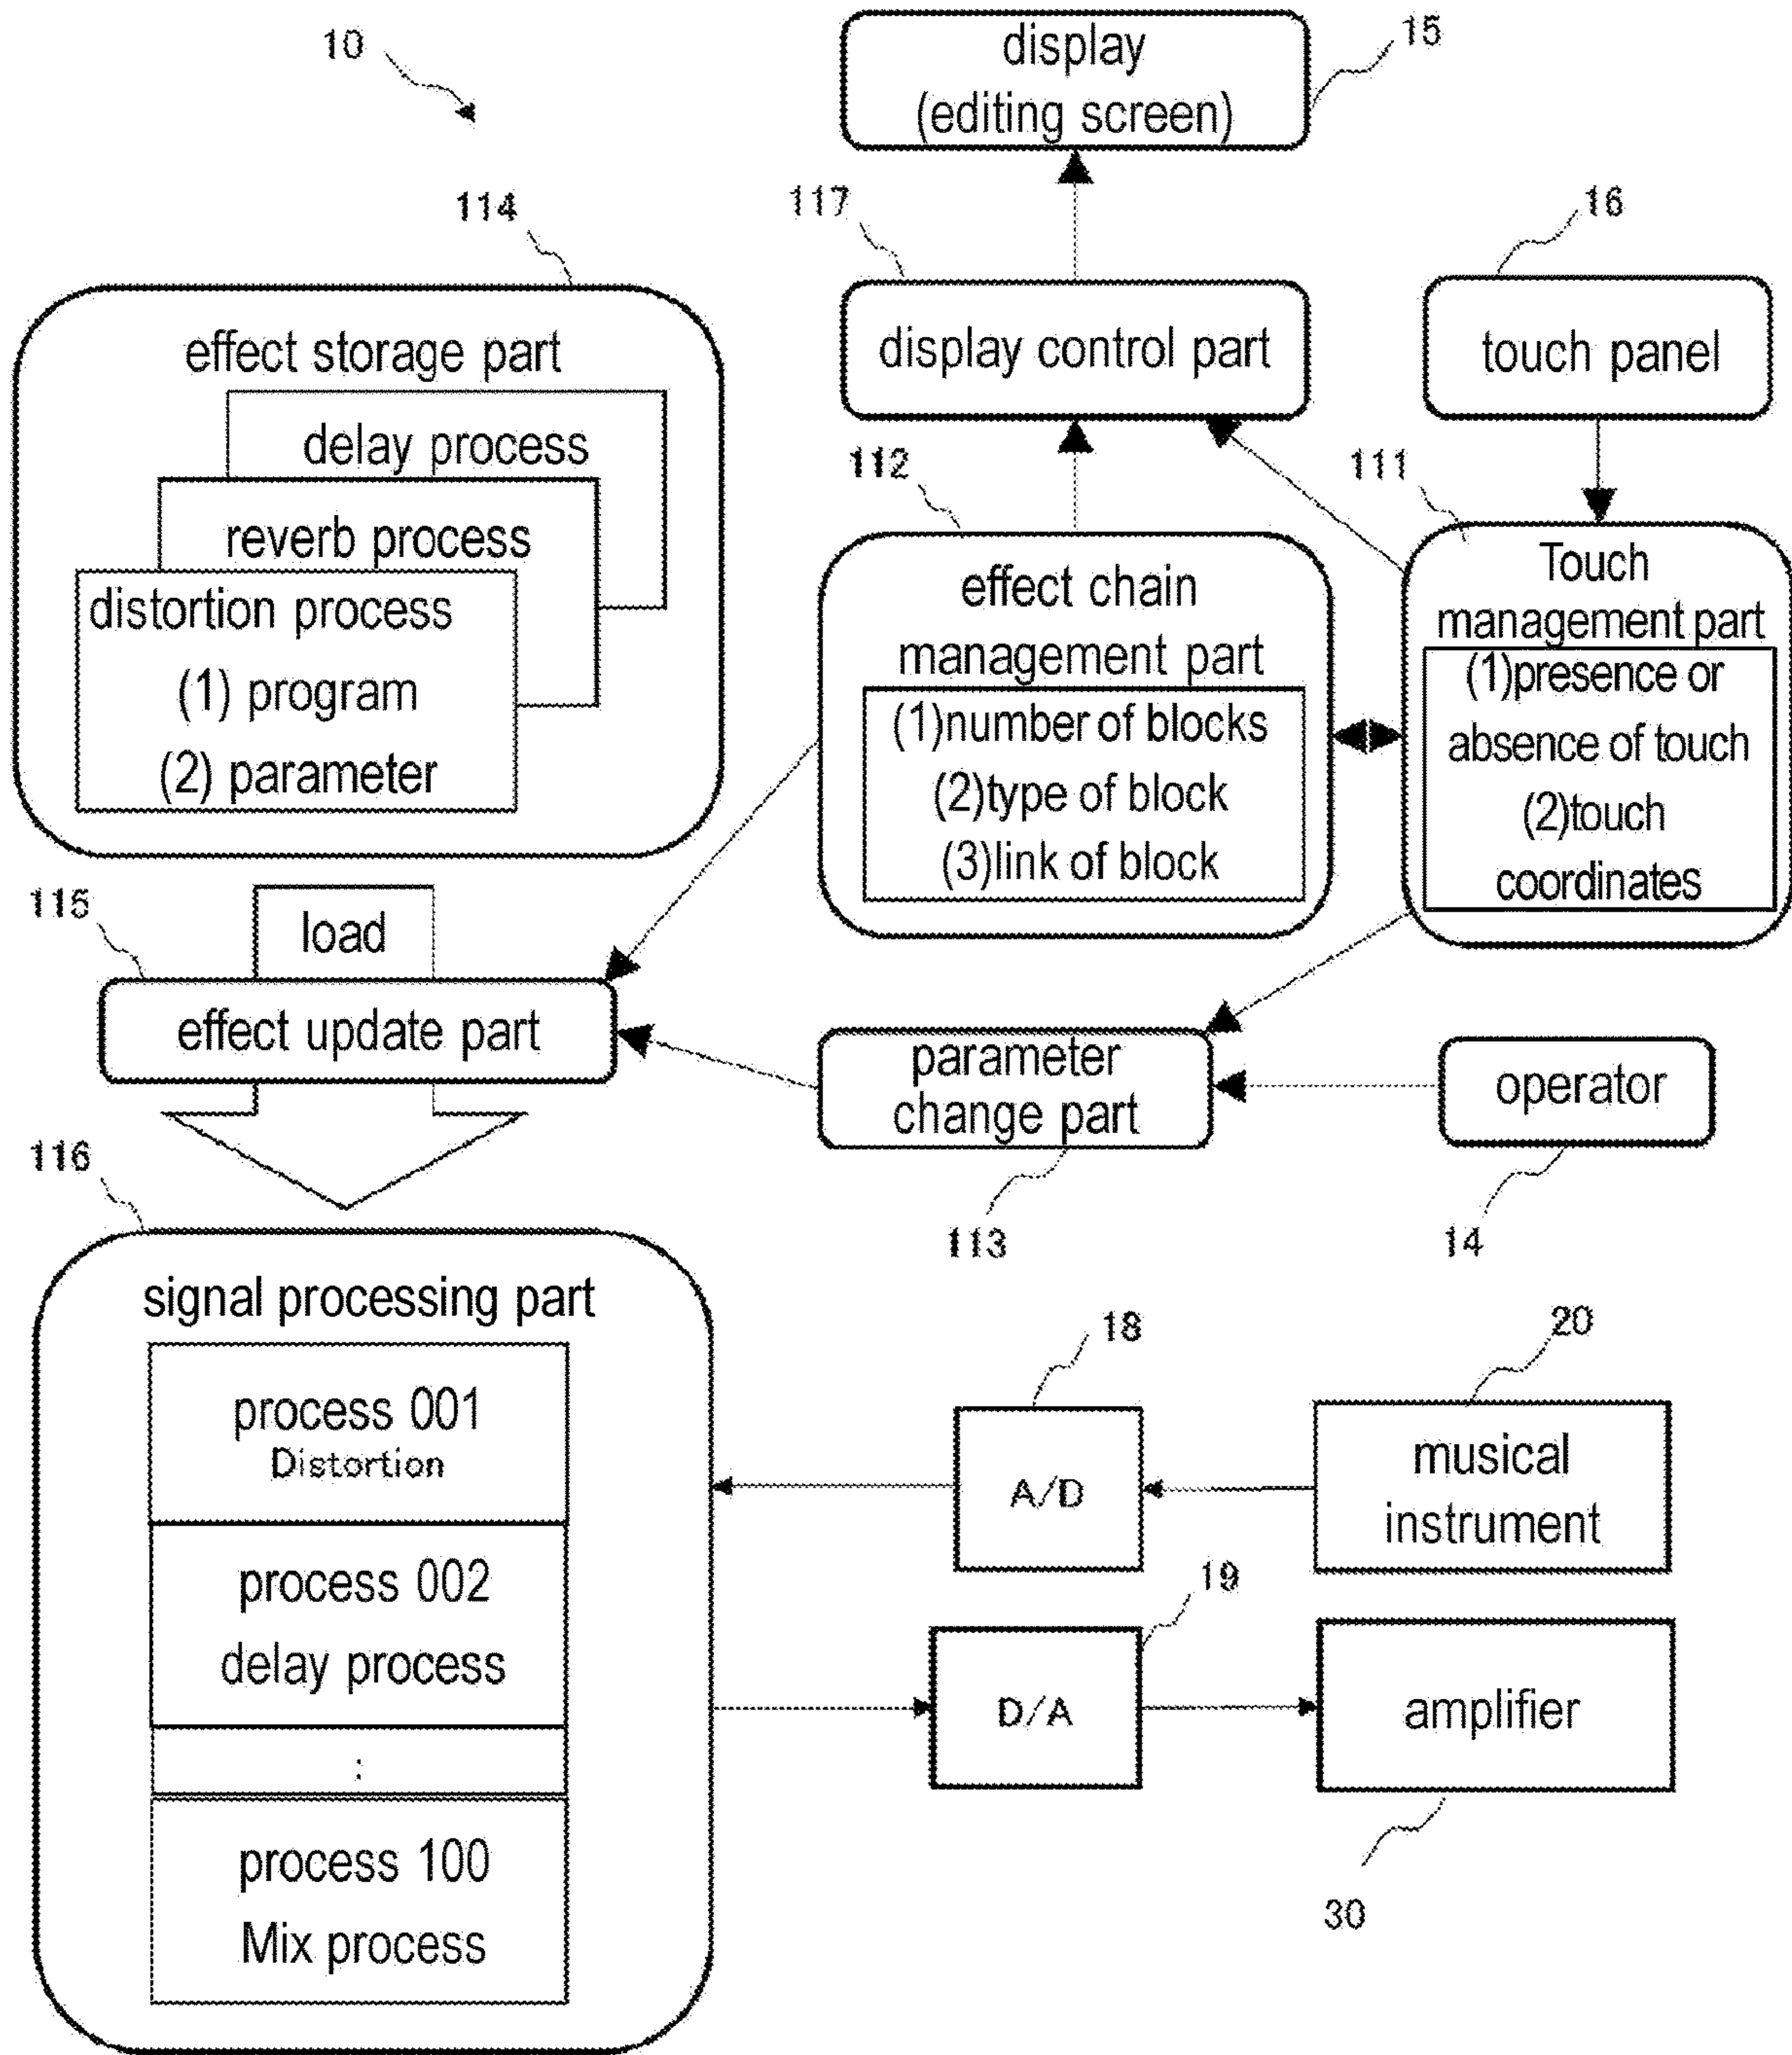 10
display
(editing screen)
15
114
117
16
effect storage part
delay process
reverb process
distortion process
(1) program
(2) parameter
display control part
touch panel
112
111
effect chain
management part
(1)number of blocks
(2)type of block
(3)link of block
Touch
management part
(1)presence or
absence of touch
(2)touch
coordinates
115
load
effect update part
parameter
change part
operator
116
113
14
signal processing part
process 001
Distortion
process 002
delay process
:
process 100
Mix process
18
20
A/D
musical
instrument
19
D/A
amplifier
30